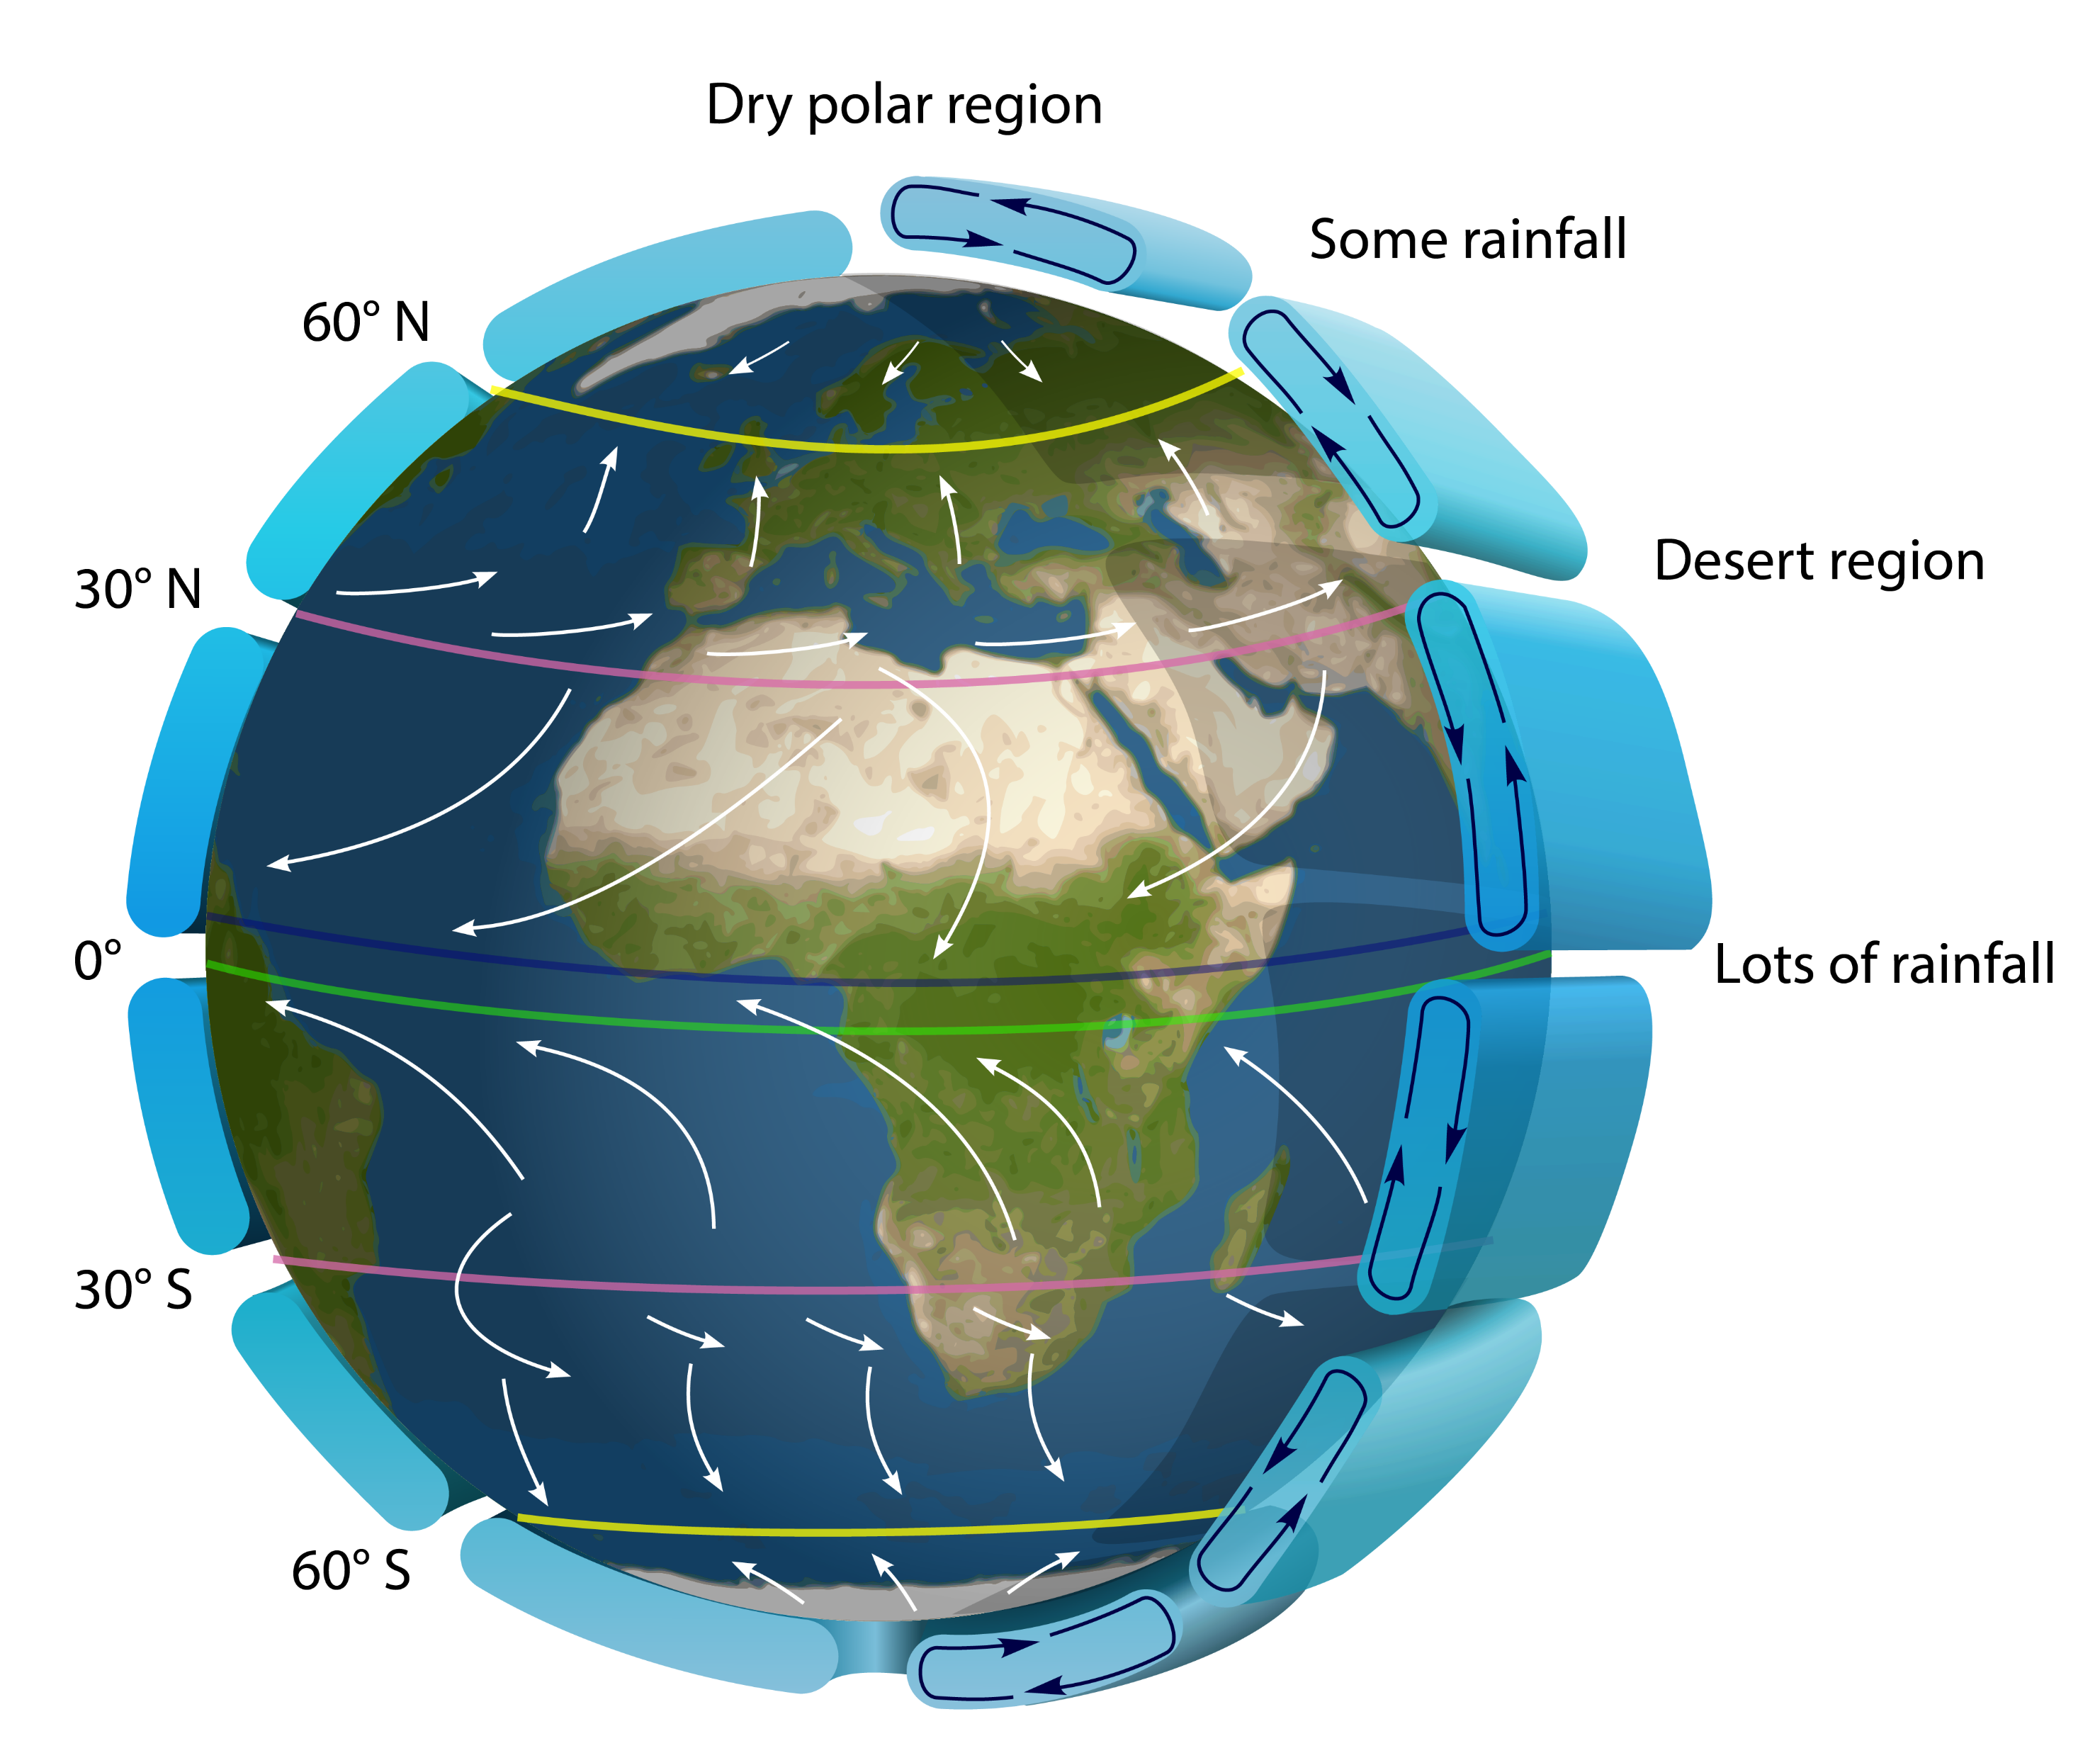 Dry polar region
Some rainfall
60° N
Desert region
30° N
0°
Lots of rainfall
30° S
60° S